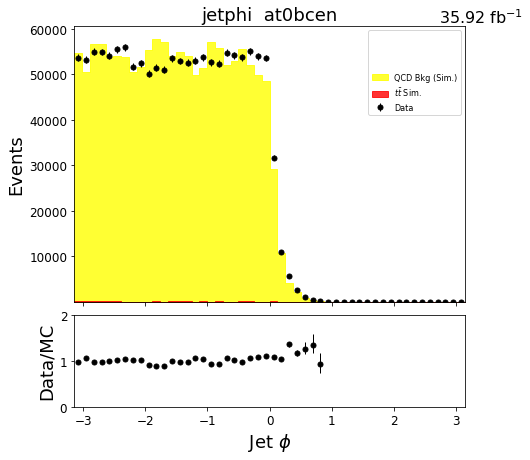 jetphi at0bcen
35.92 fb⁻¹
60000
50000
40000
30000
20000
10000
Events
QCD Bkg (Sim.)
tt̄ Sim.
Data
2
1
0
Data/MC
−3 −2 −1 0 1 2 3
Jet ϕ